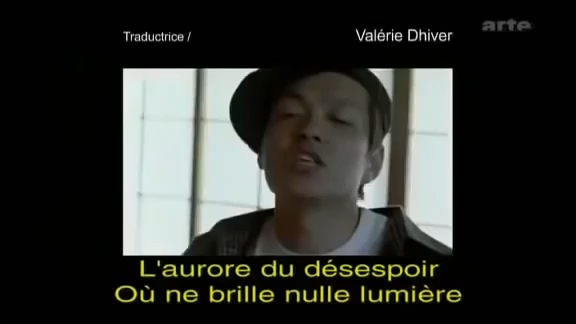 Traductrice / Valérie Dhiver
arte
L'aurore du désespoir
Où ne brille nulle lumière